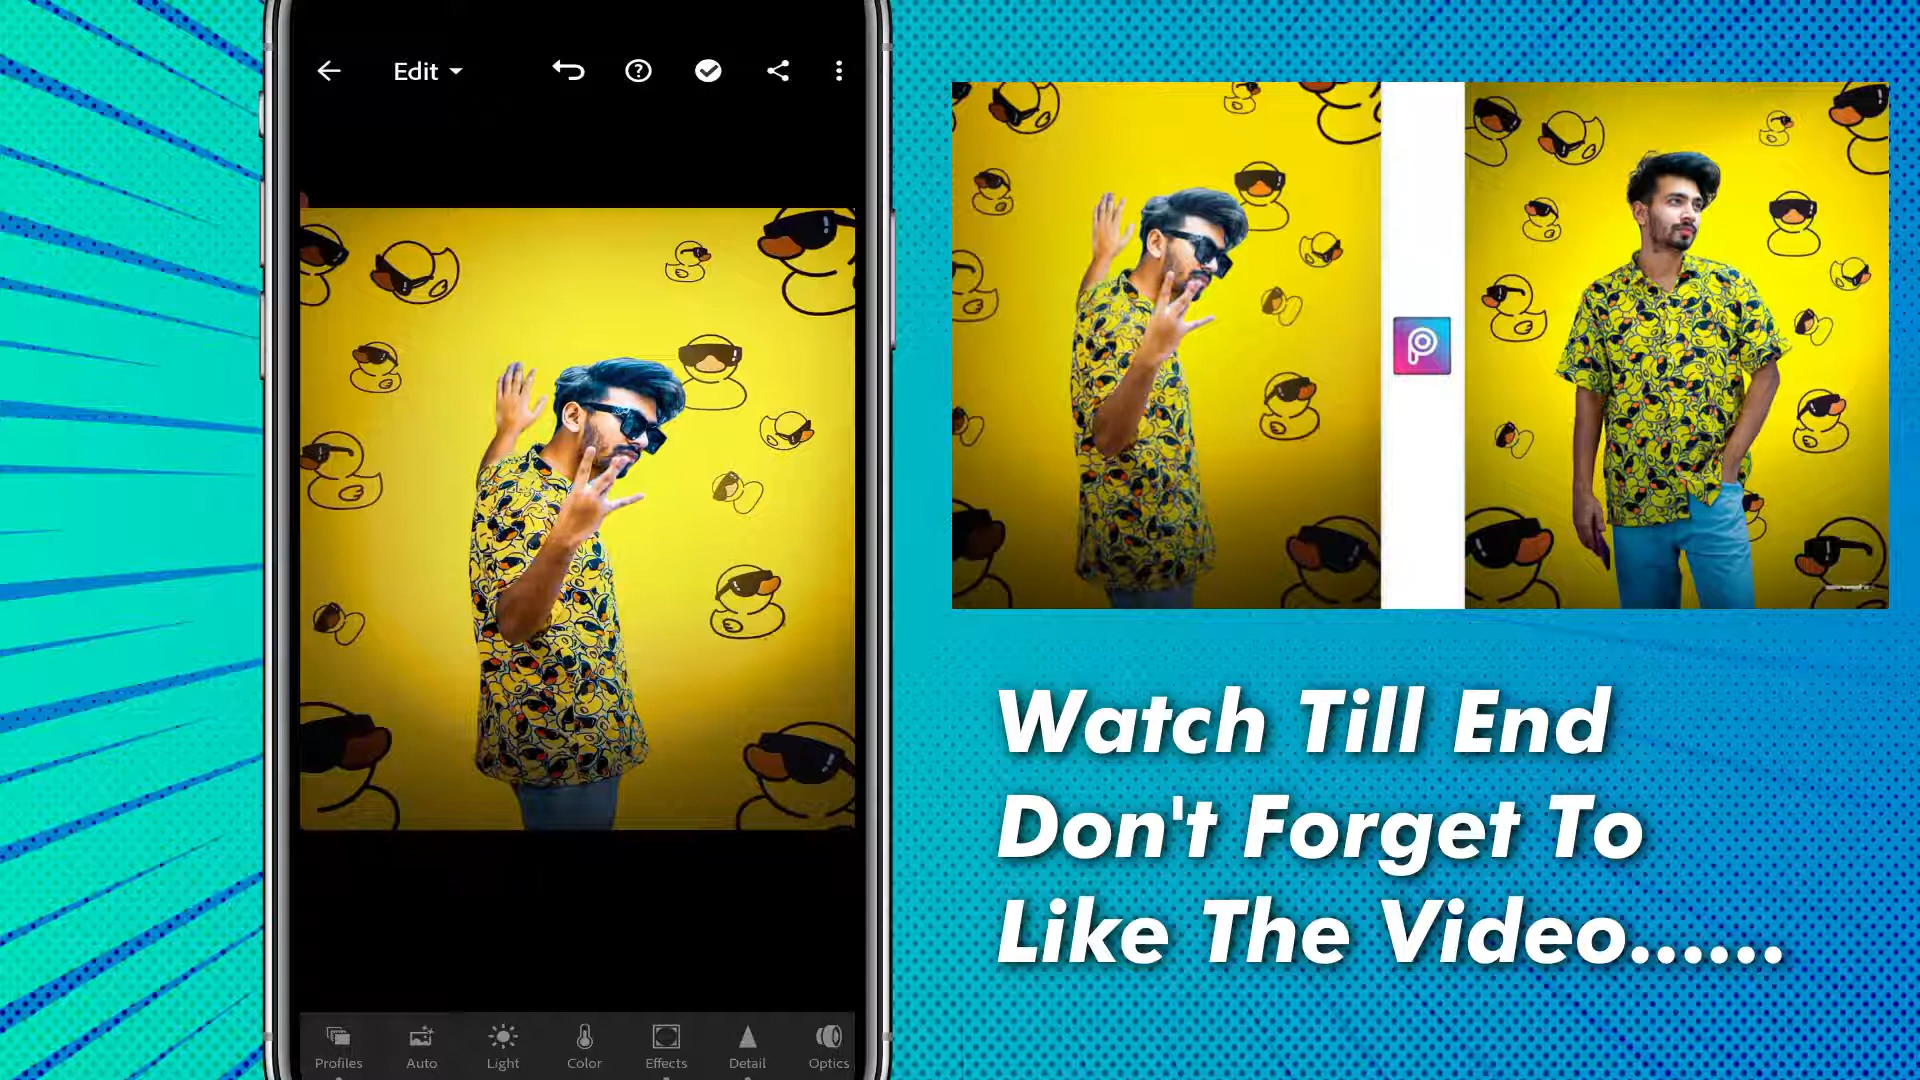 Edit
Watch Till End
Don't Forget To
Like The Video......
Profiles Auto Light Color Effects Detail Optics